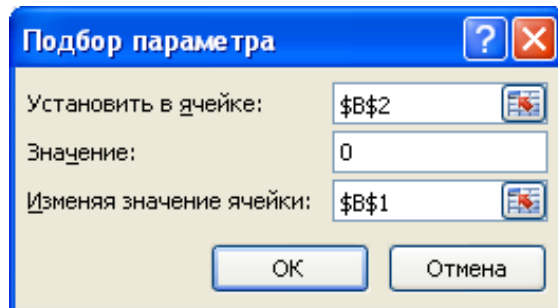 Подбор параметра
Установить в ячейке: $B$2
Значение: 0
Изменяя значение ячейки: $B$1
ОК Отмена